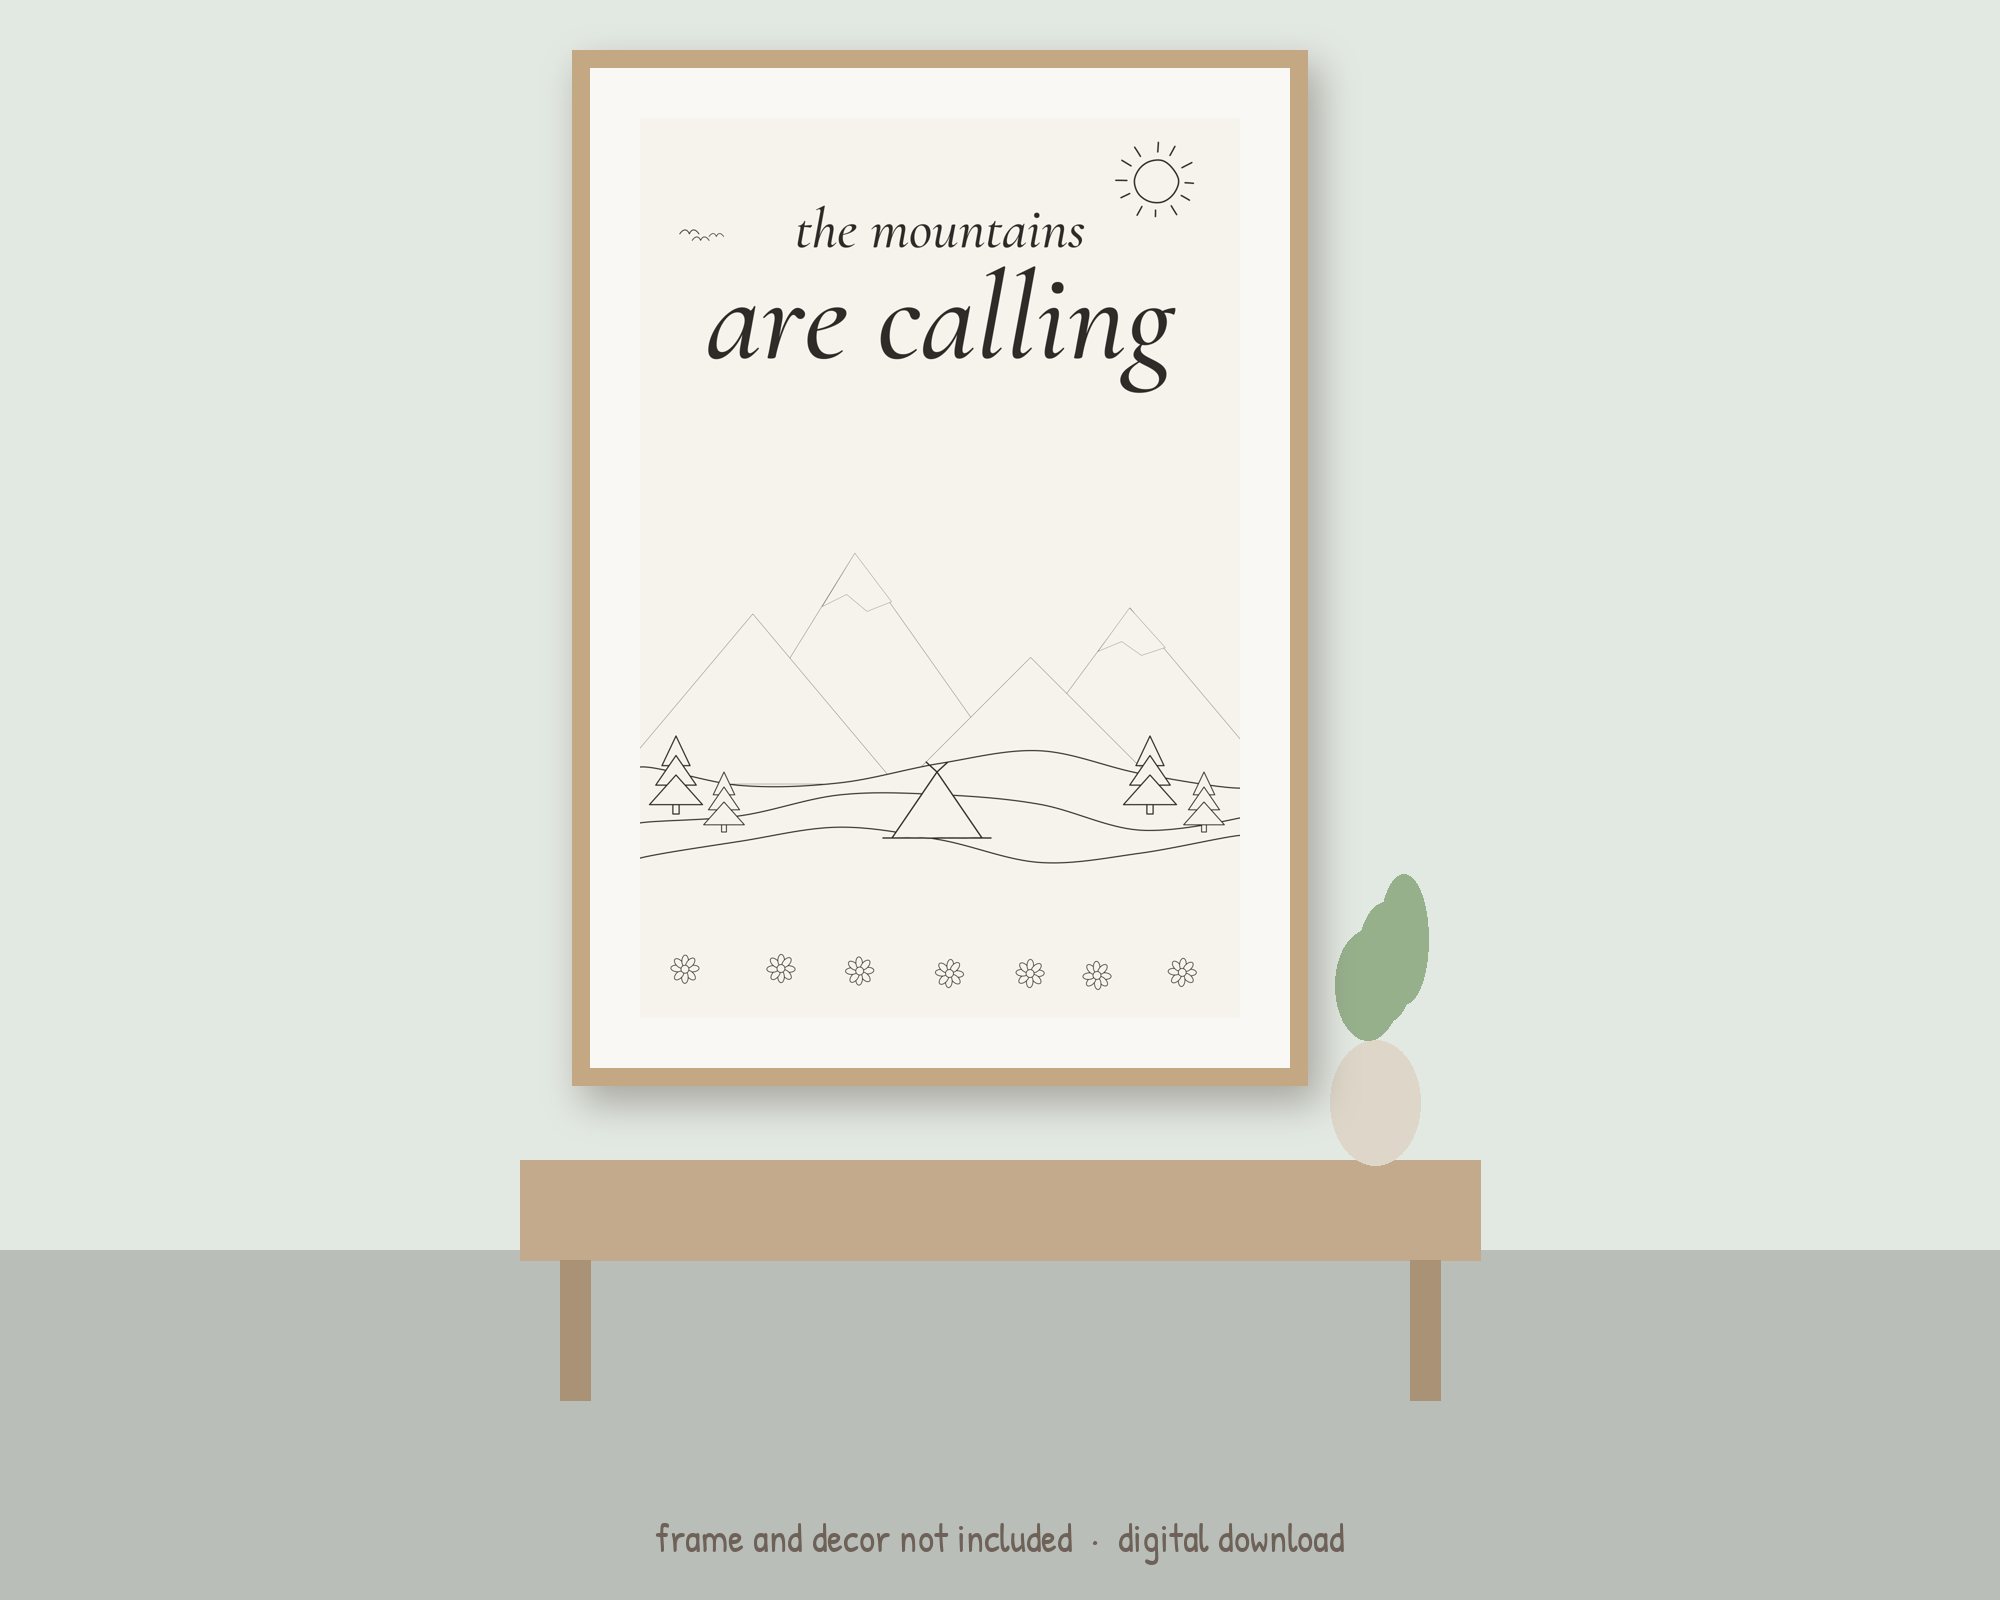 the mountains
are calling
frame and decor not included · digital download